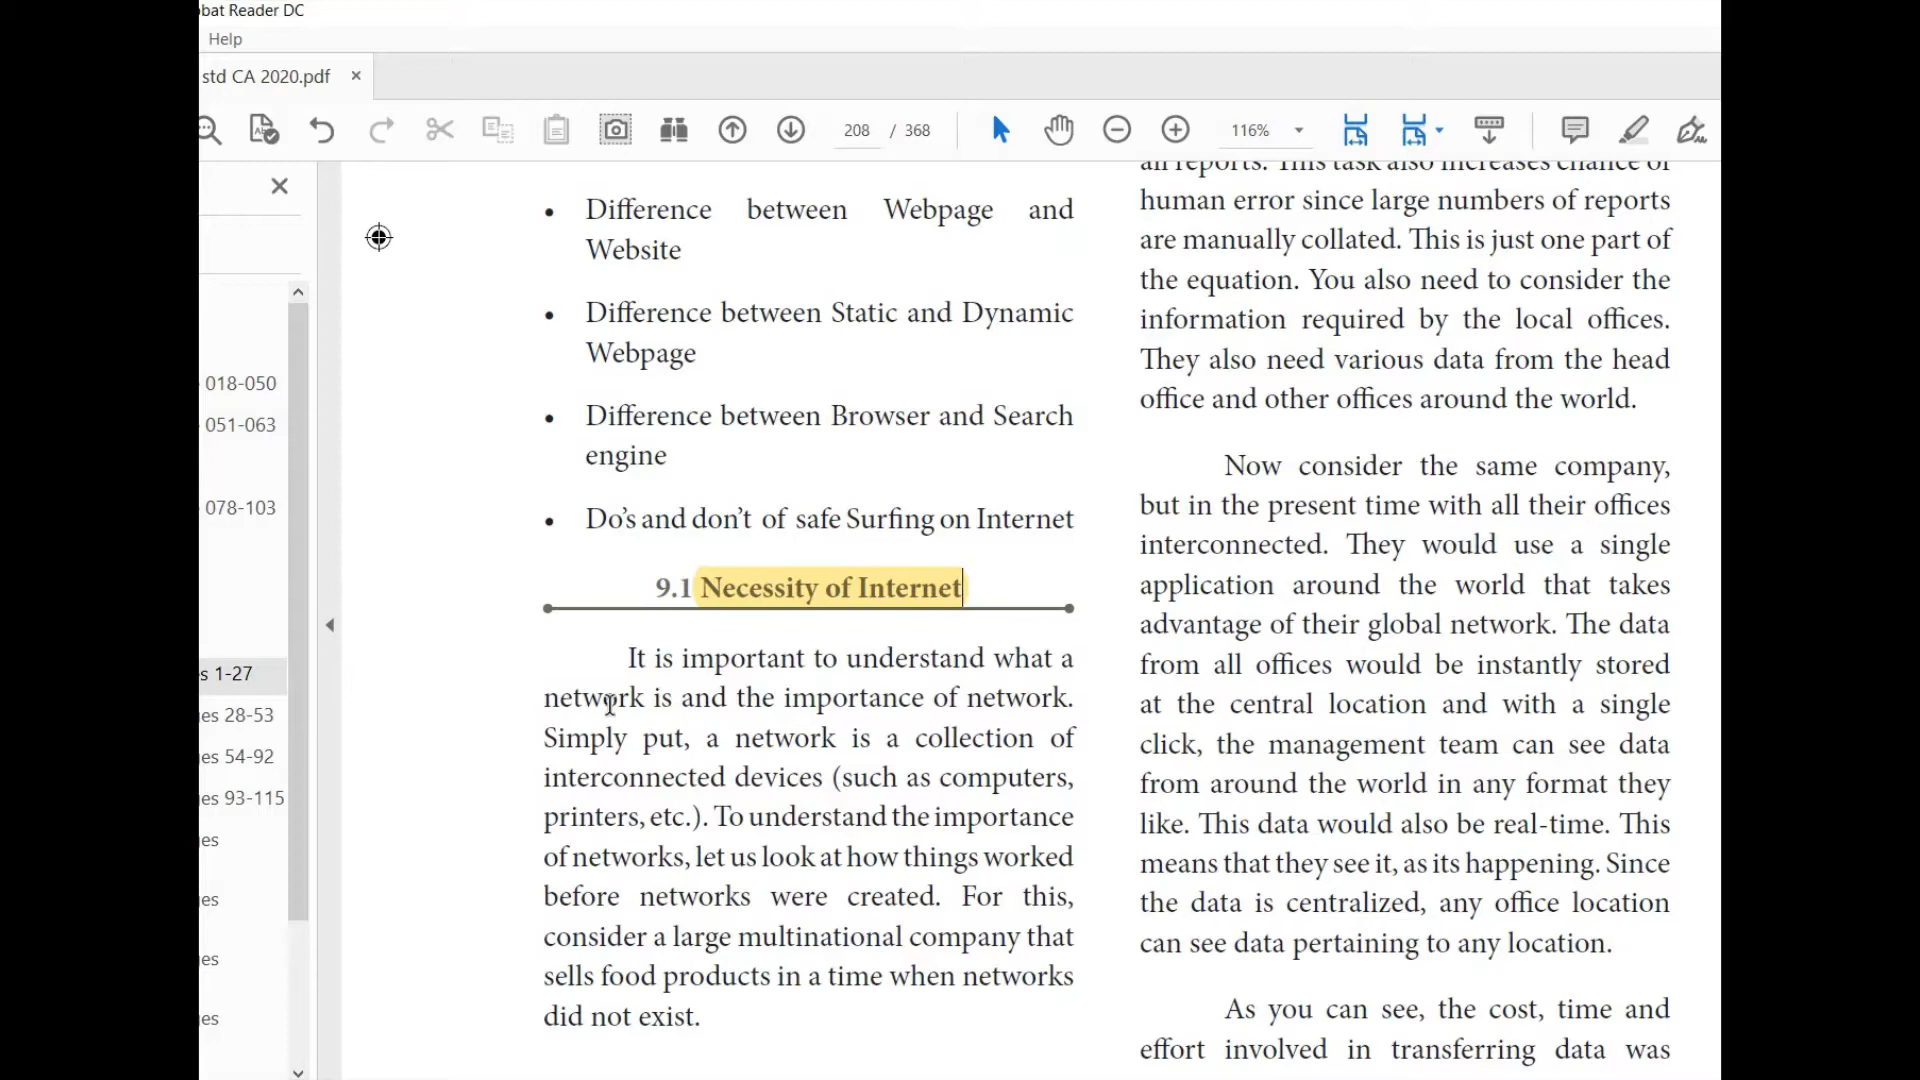 bat Reader DC
Help
std CA 2020.pdf
208 / 368
116%
018-050
051-063
078-103
s 1-27
es 28-53
es 54-92
es 93-115
es
es
es
es
• Difference between Webpage and
Website
• Difference between Static and Dynamic
Webpage
• Difference between Browser and Search
engine
• Do's and don't of safe Surfing on Internet
9.1 Necessity of Internet
It is important to understand what a
network is and the importance of network.
Simply put, a network is a collection of
interconnected devices (such as computers,
printers, etc.). To understand the importance
of networks, let us look at how things worked
before networks were created. For this,
consider a large multinational company that
sells food products in a time when networks
did not exist.
all reports. This task also increases chance of
human error since large numbers of reports
are manually collated. This is just one part of
the equation. You also need to consider the
information required by the local offices.
They also need various data from the head
office and other offices around the world.
Now consider the same company,
but in the present time with all their offices
interconnected. They would use a single
application around the world that takes
advantage of their global network. The data
from all offices would be instantly stored
at the central location and with a single
click, the management team can see data
from around the world in any format they
like. This data would also be real-time. This
means that they see it, as its happening. Since
the data is centralized, any office location
can see data pertaining to any location.
As you can see, the cost, time and
effort involved in transferring data was